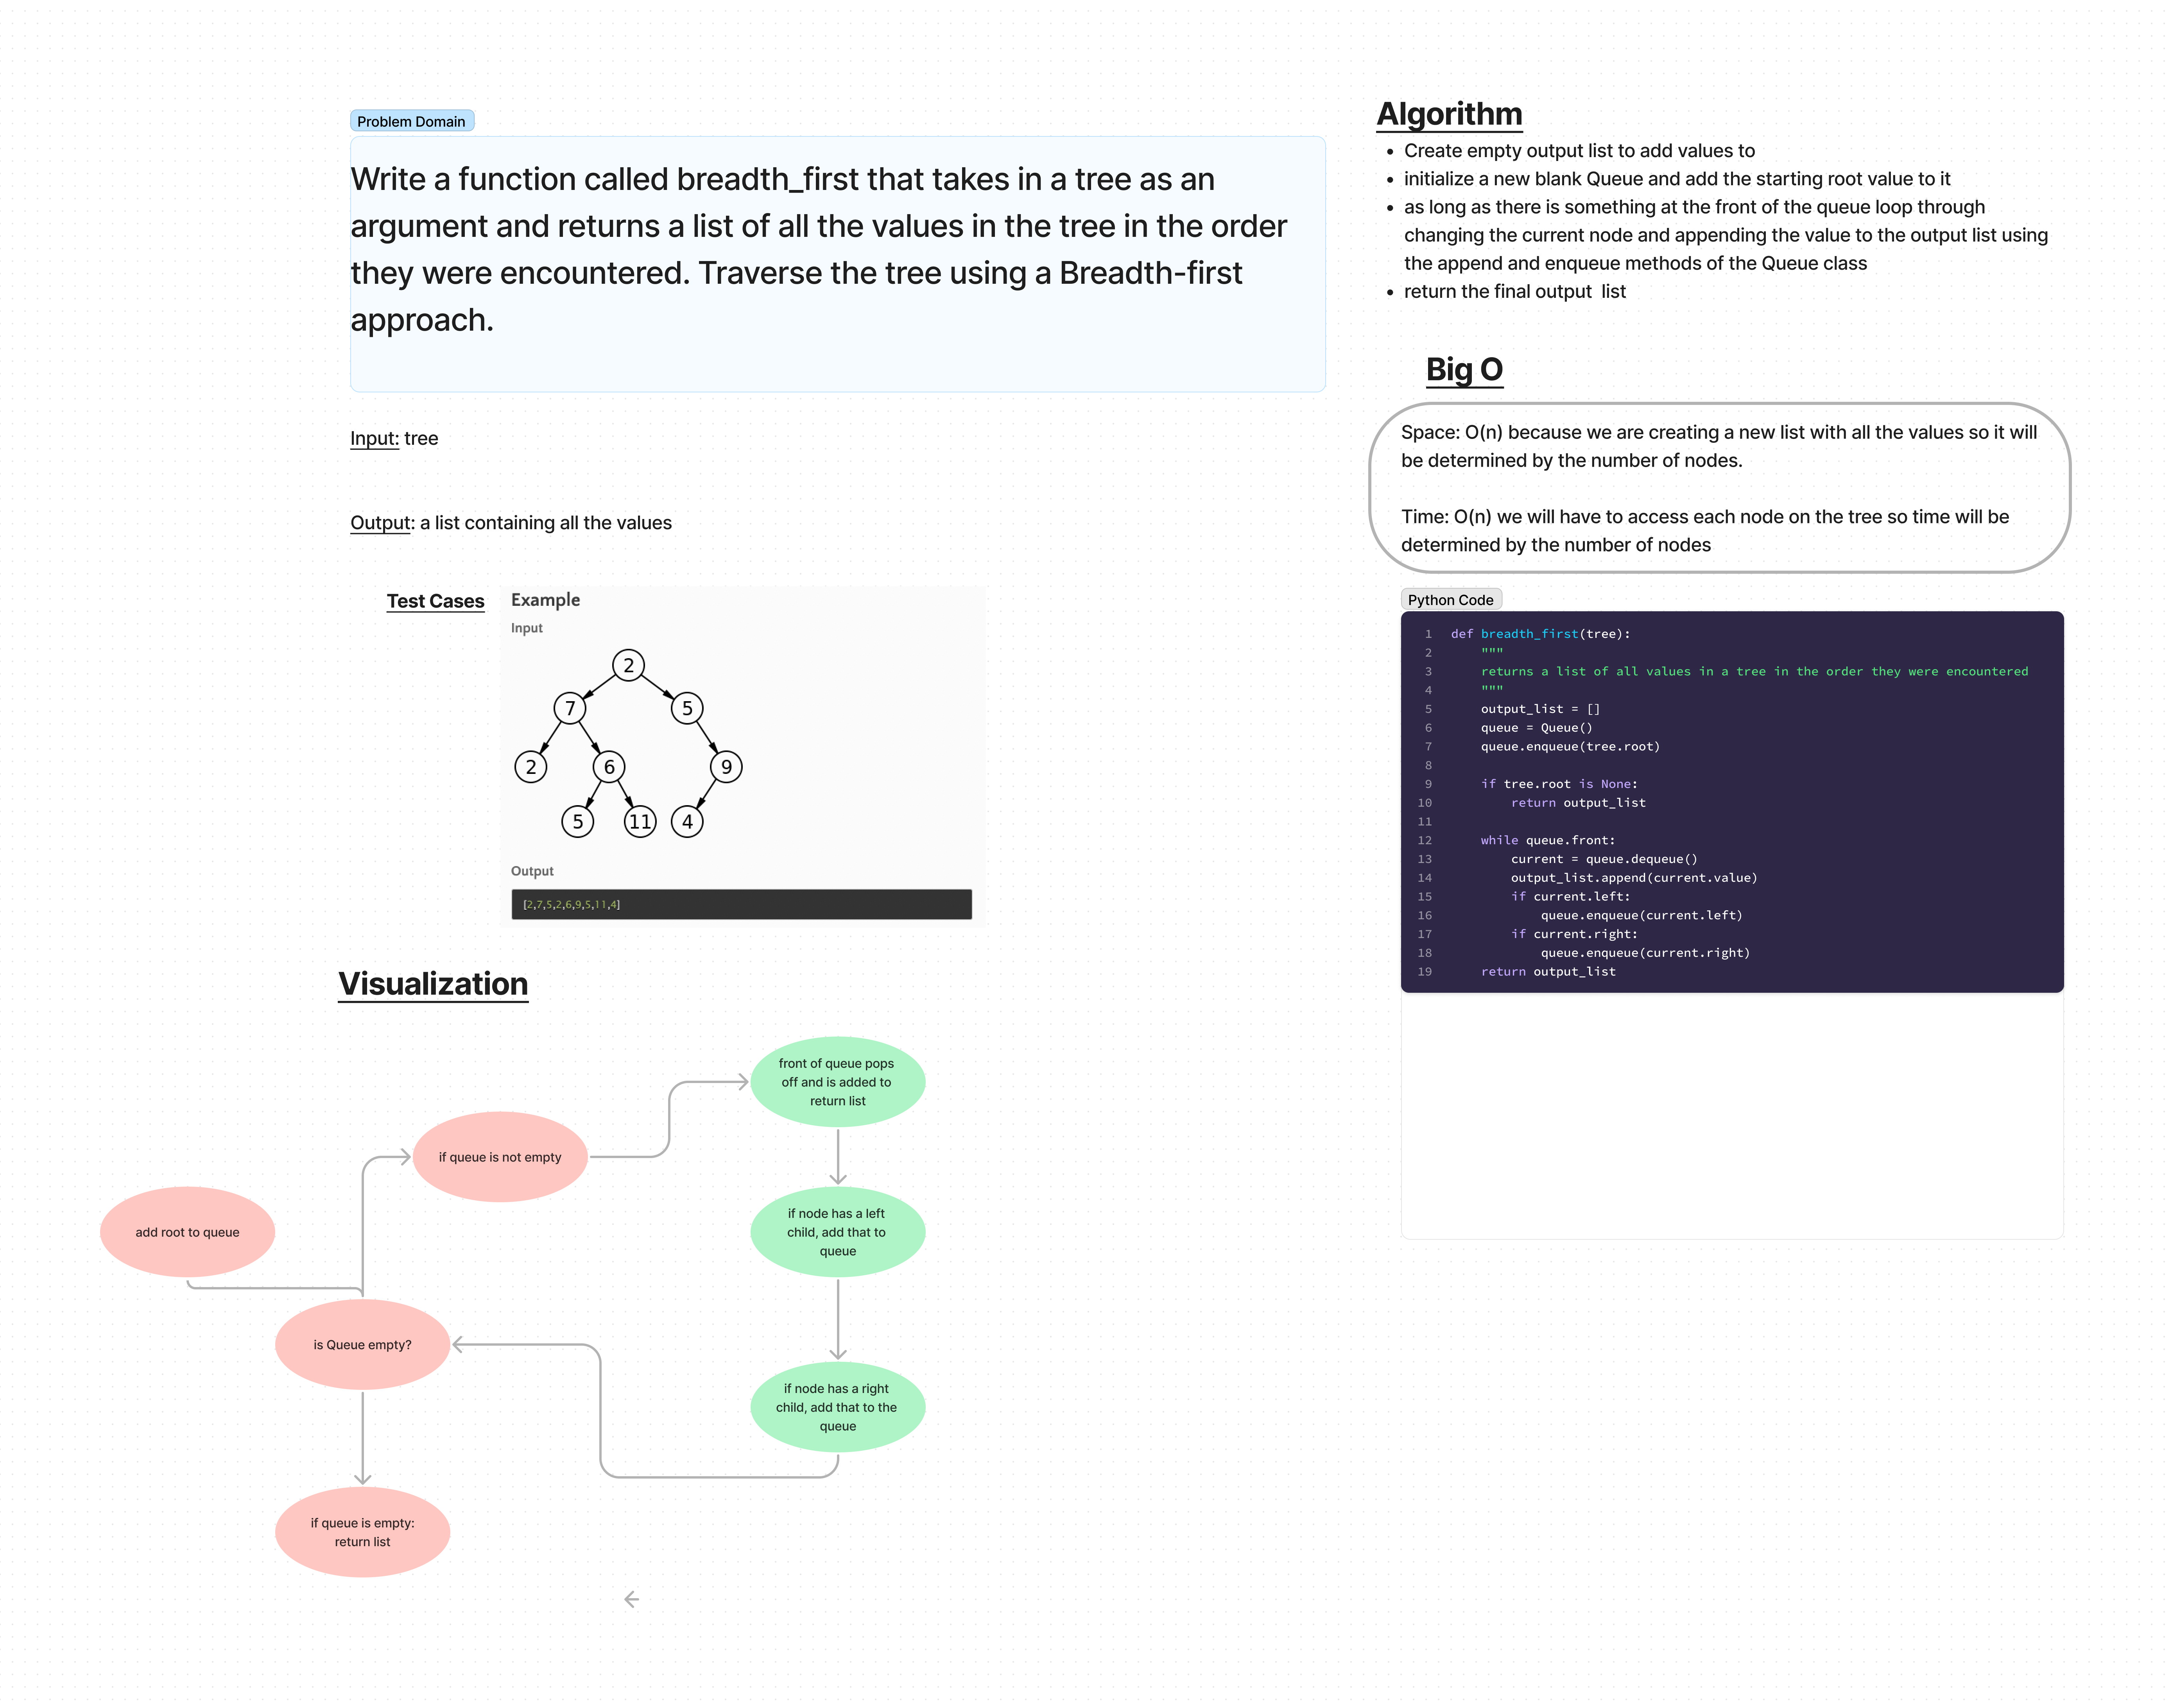 Problem Domain
Write a function called breadth_first that takes in a tree as an
argument and returns a list of all the values in the tree in the order
they were encountered. Traverse the tree using a Breadth-first
approach.
Input: tree
Output: a list containing all the values
Test Cases
Example
Input
2
7 5
2 6 9
5 11 4
Output
[2,7,5,2,6,9,5,11,4]
Visualization
front of queue pops
off and is added to
return list
if queue is not empty
add root to queue
if node has a left
child, add that to
queue
is Queue empty?
if node has a right
child, add that to the
queue
if queue is empty:
return list
Algorithm
• Create empty output list to add values to
• initialize a new blank Queue and add the starting root value to it
• as long as there is something at the front of the queue loop through
changing the current node and appending the value to the output list using
the append and enqueue methods of the Queue class
• return the final output  list
Big O
Space: O(n) because we are creating a new list with all the values so it will
be determined by the number of nodes.
Time: O(n) we will have to access each node on the tree so time will be
determined by the number of nodes
Python Code
1 def breadth_first(tree):
2     """
3     returns a list of all values in a tree in the order they were encountered
4     """
5     output_list = []
6     queue = Queue()
7     queue.enqueue(tree.root)
8
9     if tree.root is None:
10         return output_list
11
12     while queue.front:
13         current = queue.dequeue()
14         output_list.append(current.value)
15         if current.left:
16             queue.enqueue(current.left)
17         if current.right:
18             queue.enqueue(current.right)
19     return output_list